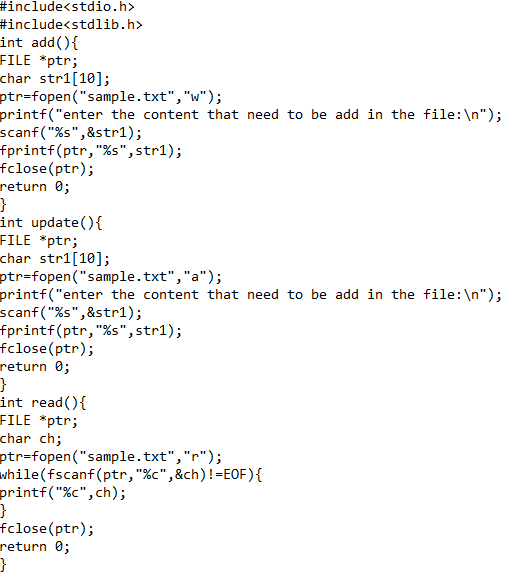 #include<stdio.h>
#include<stdlib.h>
int add(){
FILE *ptr;
char str1[10];
ptr=fopen("sample.txt","w");
printf("enter the content that need to be add in the file:\n");
scanf("%s",&str1);
fprintf(ptr,"%s",str1);
fclose(ptr);
return 0;
}
int update(){
FILE *ptr;
char str1[10];
ptr=fopen("sample.txt","a");
printf("enter the content that need to be add in the file:\n");
scanf("%s",&str1);
fprintf(ptr,"%s",str1);
fclose(ptr);
return 0;
}
int read(){
FILE *ptr;
char ch;
ptr=fopen("sample.txt","r");
while(fscanf(ptr,"%c",&ch)!=EOF){
printf("%c",ch);
}
fclose(ptr);
return 0;
}